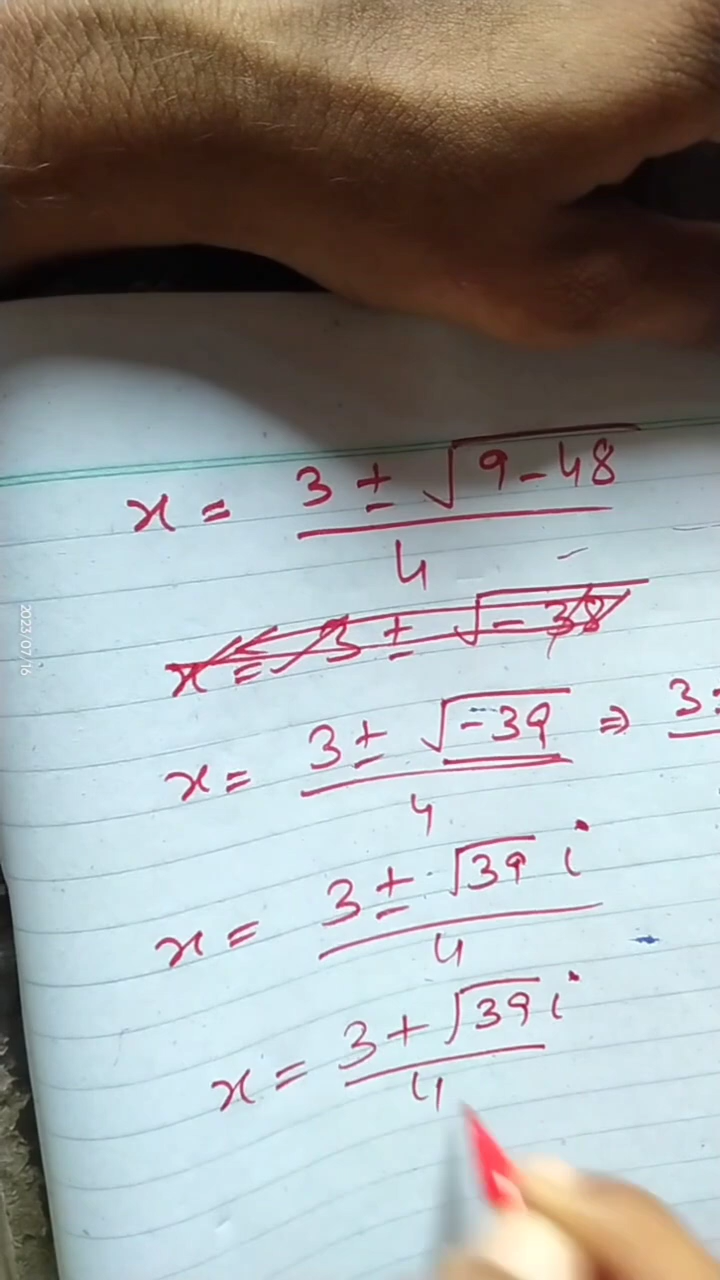 x = 3 ± √9-48 / 4
x = 3 ± √-38
x = 3 ± √-39 / 4 ⇒ 3
x = 3 ± √39 i / 4
x = 3 + √39 i / 4
2023/07/16